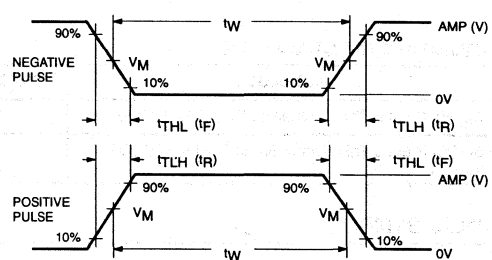 tW
AMP (V)
90%
90%
NEGATIVE
PULSE
VM
VM
10%
10%
0V
tTHL (tF)
tTLH (tR)
tTLH (tR)
tTHL (tF)
AMP (V)
90%
90%
POSITIVE
PULSE
VM
VM
10%
10%
tW
0V